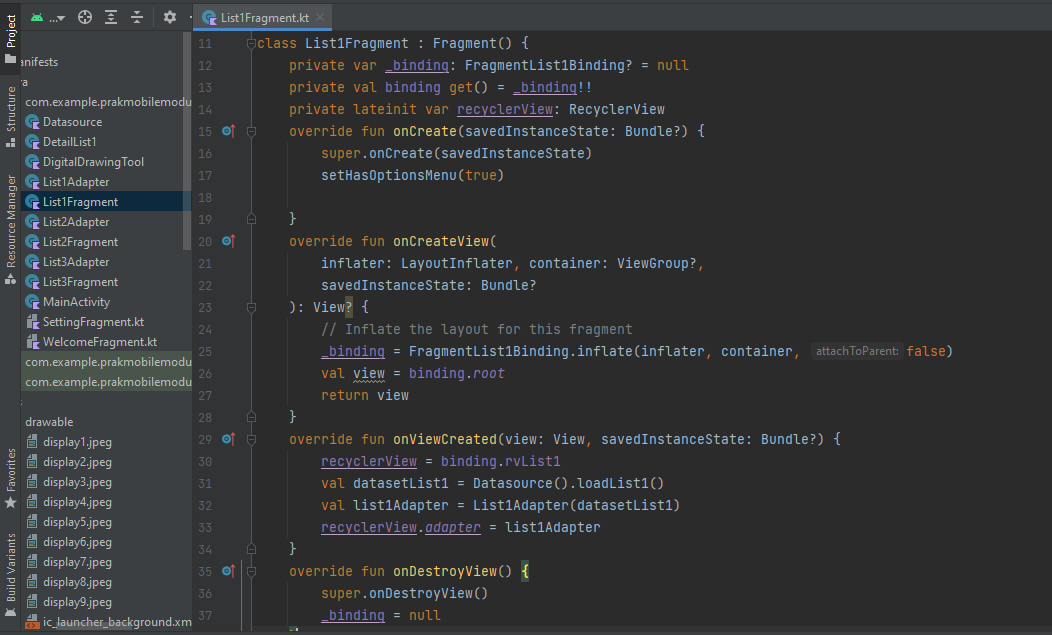 Project
...
List1Fragment.kt
anifests
com.example.prakmobilemodu
Datasource
DetailList1
DigitalDrawingTool
List1Adapter
List1Fragment
List2Adapter
List2Fragment
List3Adapter
List3Fragment
MainActivity
SettingFragment.kt
WelcomeFragment.kt
com.example.prakmobilemodu
com.example.prakmobilemodu
drawable
display1.jpeg
display2.jpeg
display3.jpeg
display4.jpeg
display5.jpeg
display6.jpeg
display7.jpeg
display8.jpeg
display9.jpeg
ic_launcher_background.xm
Structure
Resource Manager
Favorites
Build Variants
11 class List1Fragment : Fragment() {
12 private var _binding: FragmentList1Binding? = null
13 private val binding get() = _binding!!
14 private lateinit var recyclerView: RecyclerView
15 override fun onCreate(savedInstanceState: Bundle?) {
16 super.onCreate(savedInstanceState)
17 setHasOptionsMenu(true)
18
19 }
20 override fun onCreateView(
21 inflater: LayoutInflater, container: ViewGroup?,
22 savedInstanceState: Bundle?
23 ): View? {
24 // Inflate the layout for this fragment
25 _binding = FragmentList1Binding.inflate(inflater, container, attachToParent: false)
26 val view = binding.root
27 return view
28 }
29 override fun onViewCreated(view: View, savedInstanceState: Bundle?) {
30 recyclerView = binding.rvList1
31 val datasetList1 = Datasource().loadList1()
32 val list1Adapter = List1Adapter(datasetList1)
33 recyclerView.adapter = list1Adapter
34 }
35 override fun onDestroyView() {
36 super.onDestroyView()
37 _binding = null